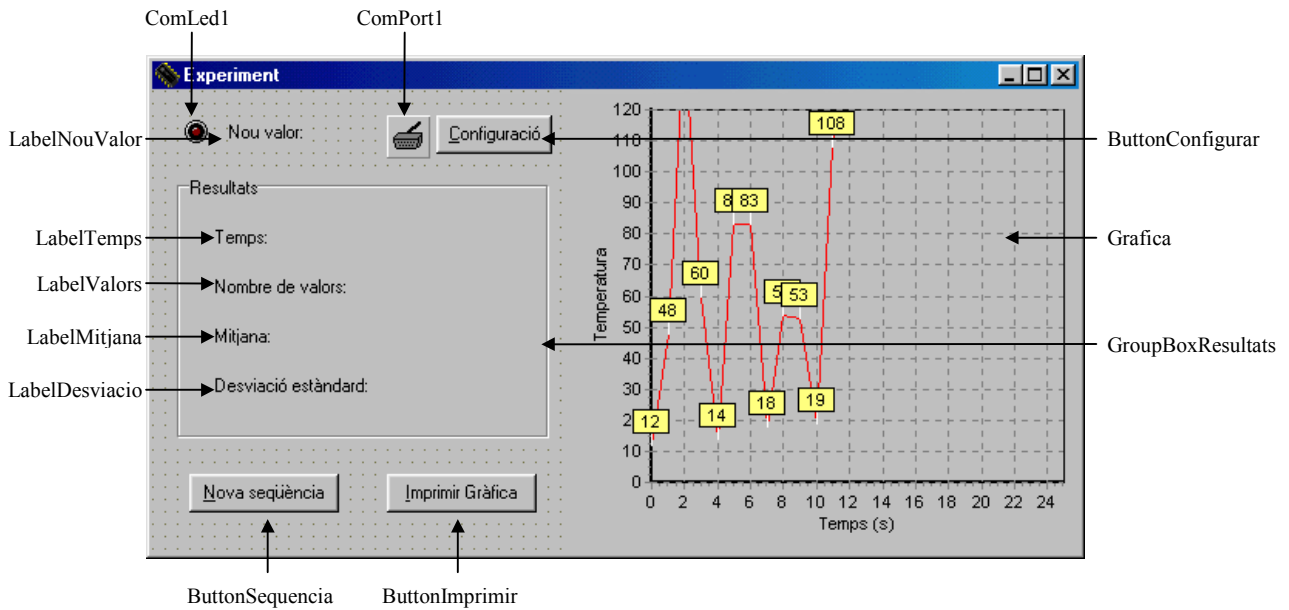 ComLed1
ComPort1
Experiment
LabelNouValor
Nou valor:
Configuració
ButtonConfigurar
Resultats
LabelTemps
Temps:
LabelValors
Nombre de valors:
LabelMitjana
Mitjana:
LabelDesviacio
Desviació estàndard:
GroupBoxResultats
Grafica
Nova seqüència
Imprimir Gràfica
ButtonSequencia
ButtonImprimir
Temperatura
120
110
100
90
80
70
60
50
40
30
20
10
0
12
48
60
14
8
83
18
5
53
19
108
0 2 4 6 8 10 12 14 16 18 20 22 24
Temps (s)